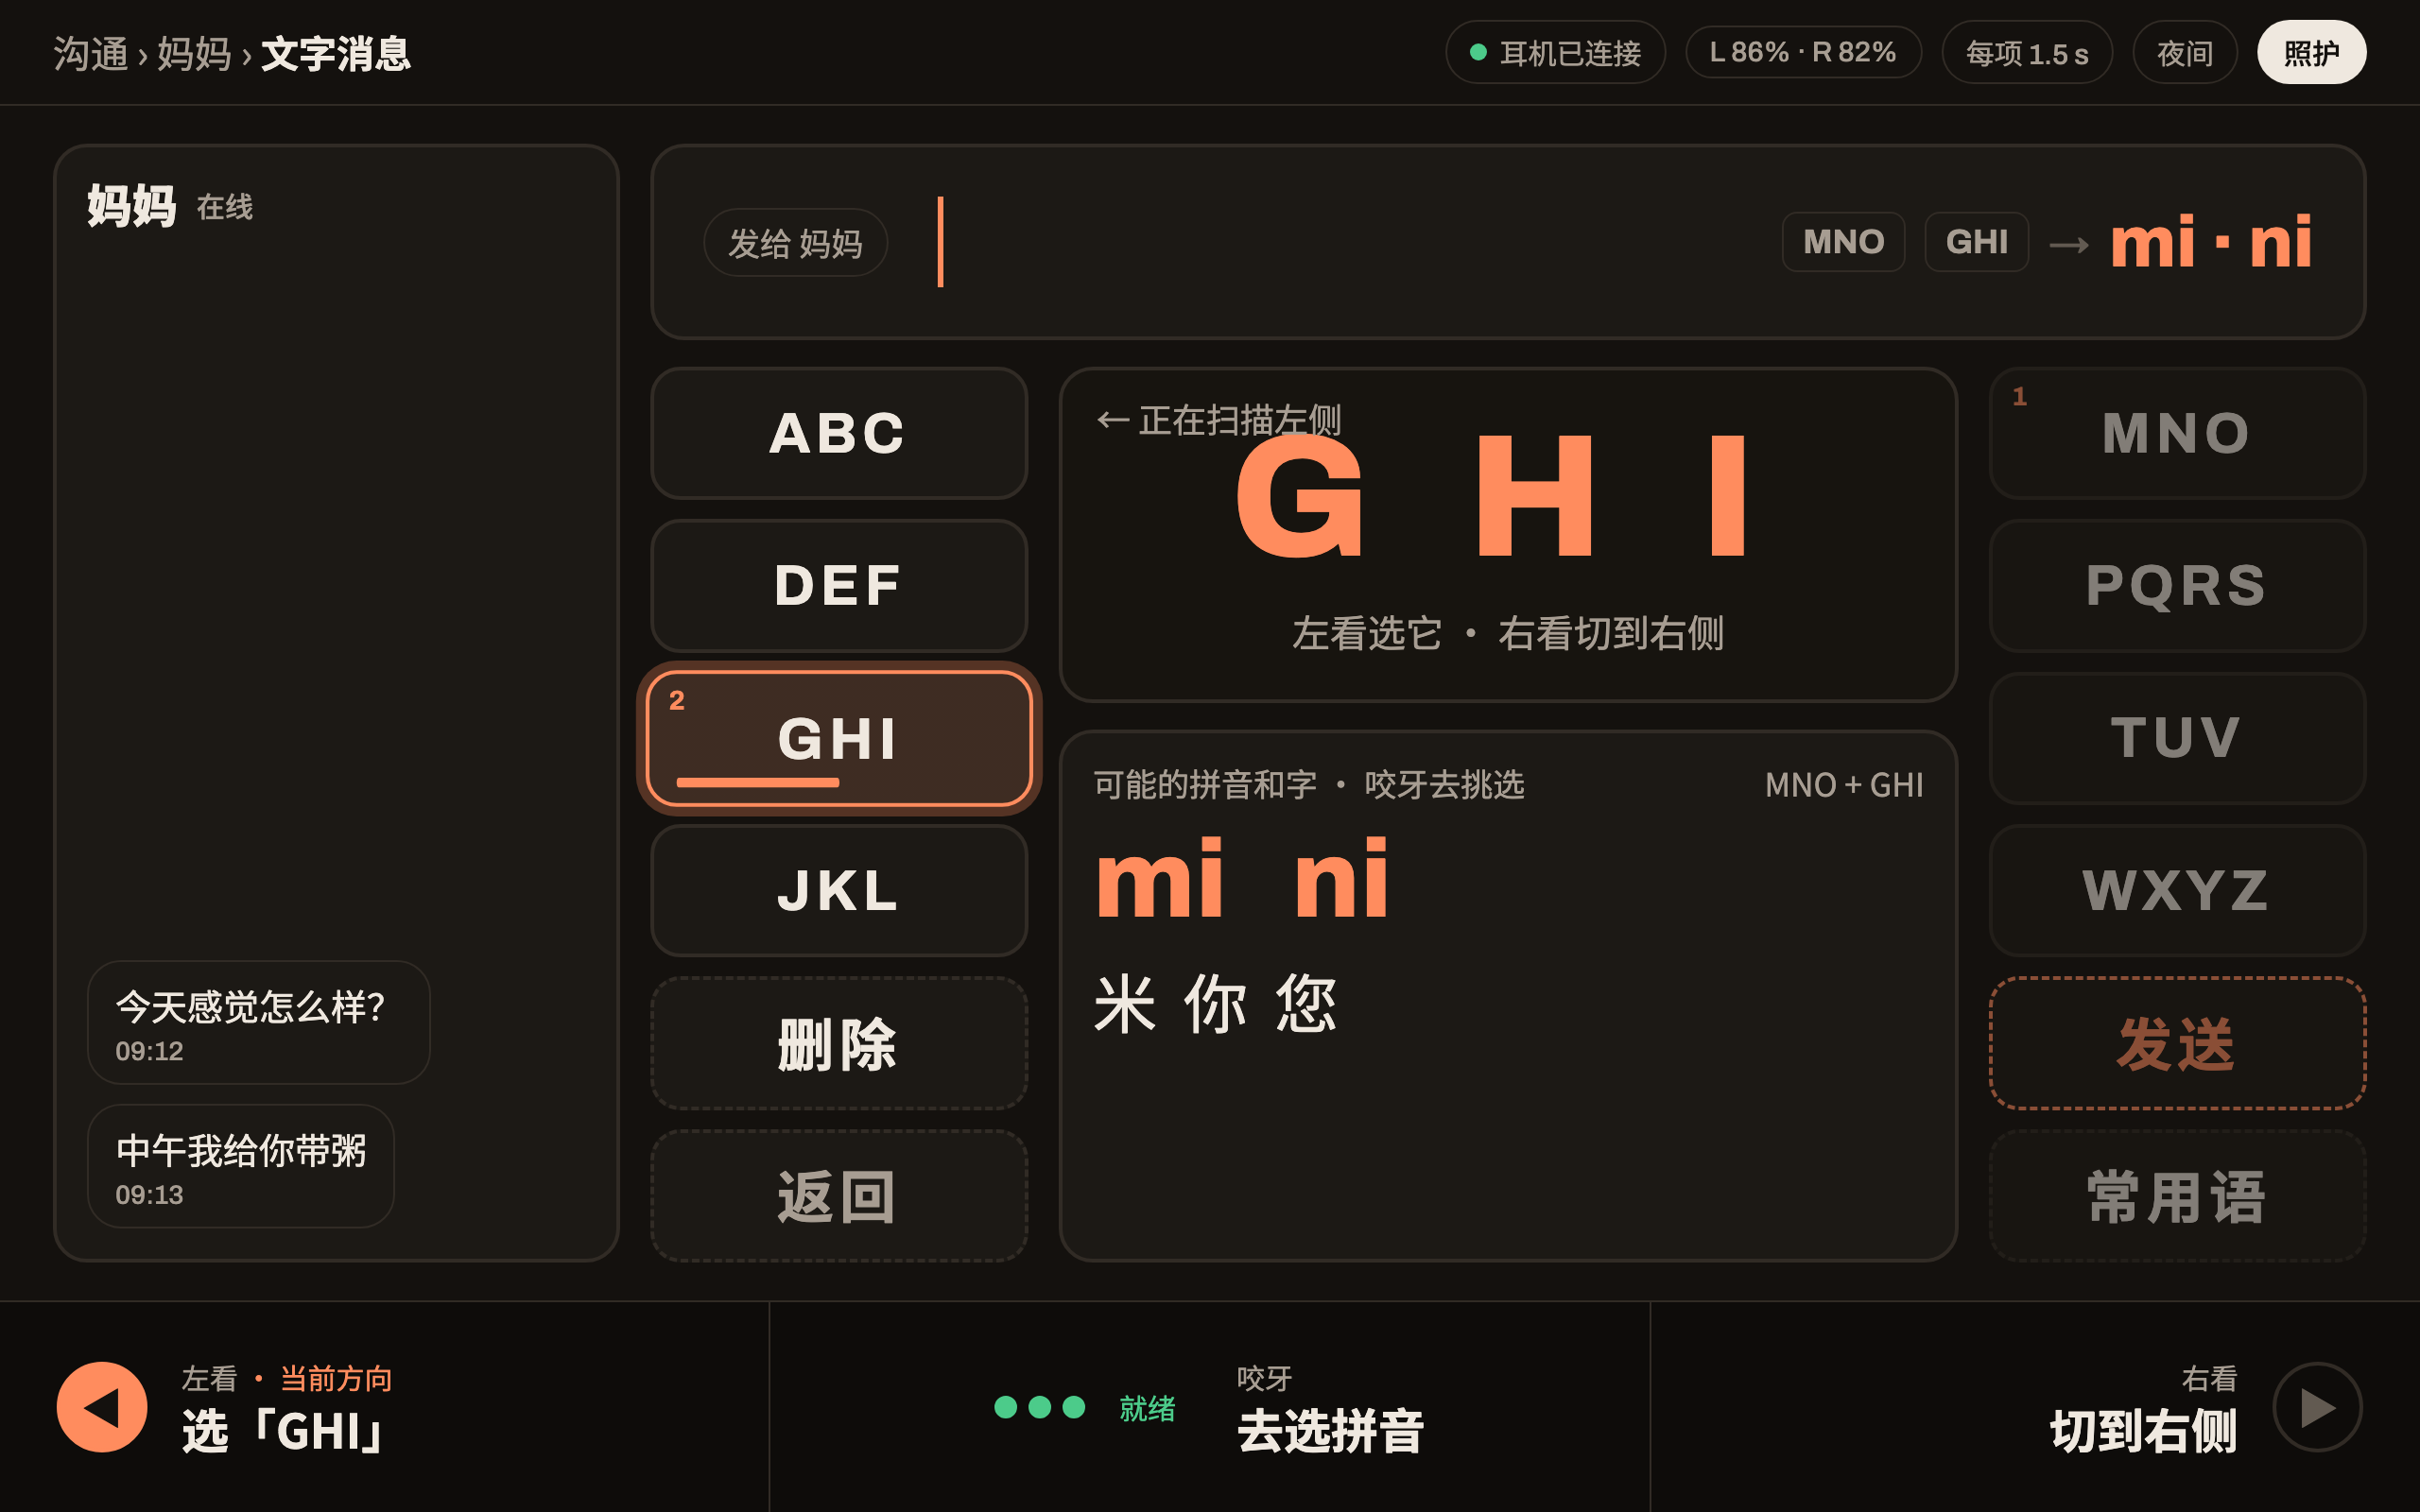 沟通 › 妈妈 › 文字消息
耳机已连接
L 86% · R 82%
每项 1.5 s
夜间
照护
妈妈 在线
今天感觉怎么样?
09:12
中午我给你带粥
09:13
发给 妈妈
MNO GHI → mi · ni
ABC
DEF
2
GHI
JKL
删除
返回
← 正在扫描左侧
G H I
左看选它 · 右看切到右侧
可能的拼音和字 · 咬牙去挑选
MNO + GHI
mi ni
米 你 您
1
MNO
PQRS
TUV
WXYZ
发送
常用语
左看 · 当前方向
选「GHI」
就绪
咬牙
去选拼音
右看
切到右侧